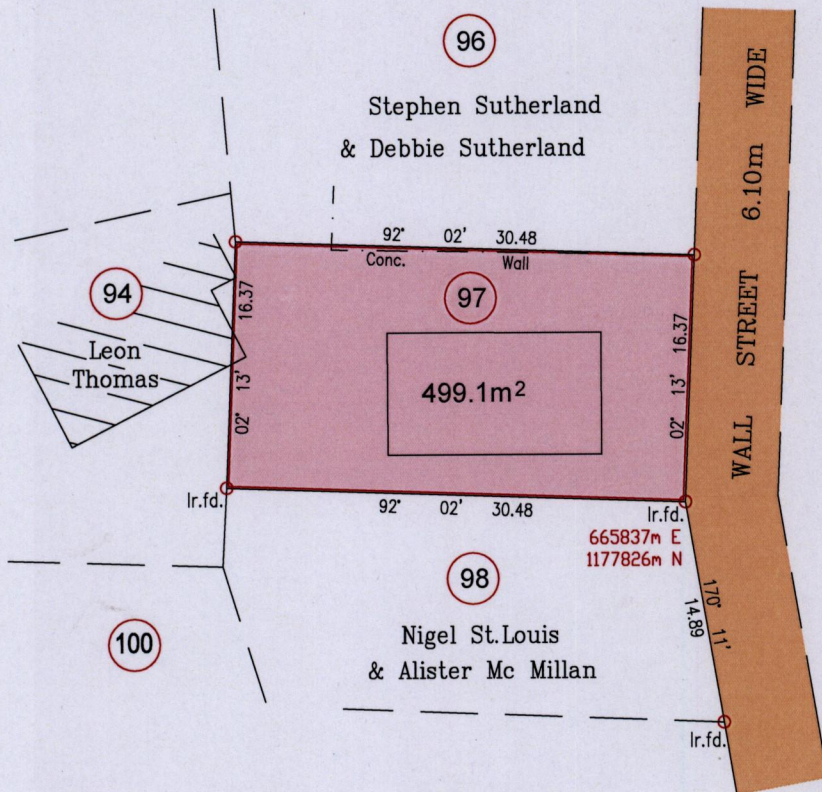 96
Stephen Sutherland
& Debbie Sutherland
WALL STREET 6.10m WIDE
92° 02' 30.48
Conc. Wall
94
Leon
Thomas
97
02° 13' 16.37
02° 13' 16.37
499.1m²
Ir.fd.
92° 02' 30.48
Ir.fd.
665837m E
1177826m N
98
Nigel St.Louis
& Alister Mc Millan
170° 11'
14.89
100
Ir.fd.